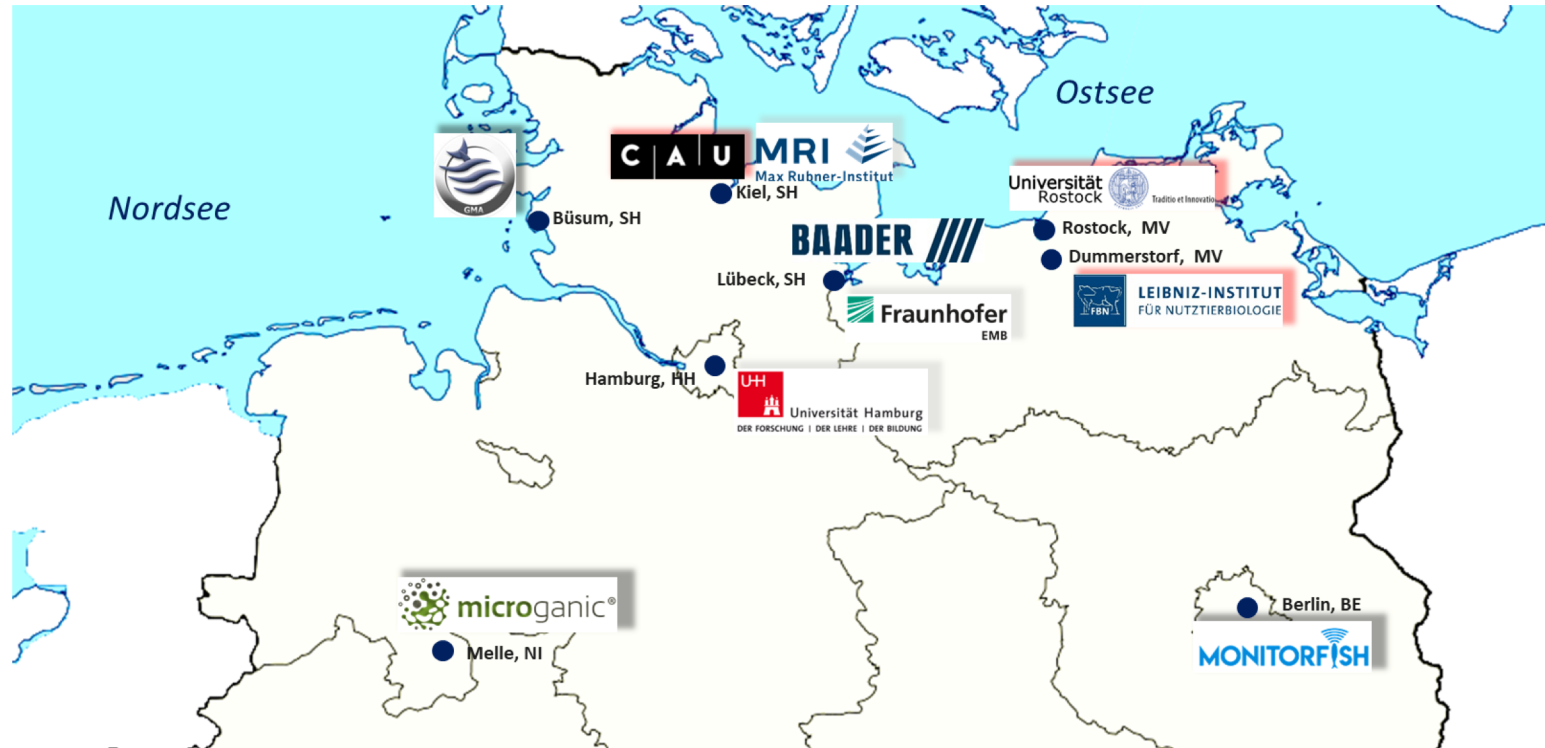 Ostsee
Nordsee
GMA
Büsum, SH
C|A|U
MRI
Max Rubner-Institut
Kiel, SH
Universität
Rostock
Traditio et Innovatio
Rostock, MV
Dummerstorf, MV
BAADER
Lübeck, SH
Fraunhofer
EMB
FBN
LEIBNIZ-INSTITUT
FÜR NUTZTIERBIOLOGIE
Hamburg, HH
UHH
Universität Hamburg
DER FORSCHUNG | DER LEHRE | DER BILDUNG
microganic®
Melle, NI
Berlin, BE
MONITORFISH